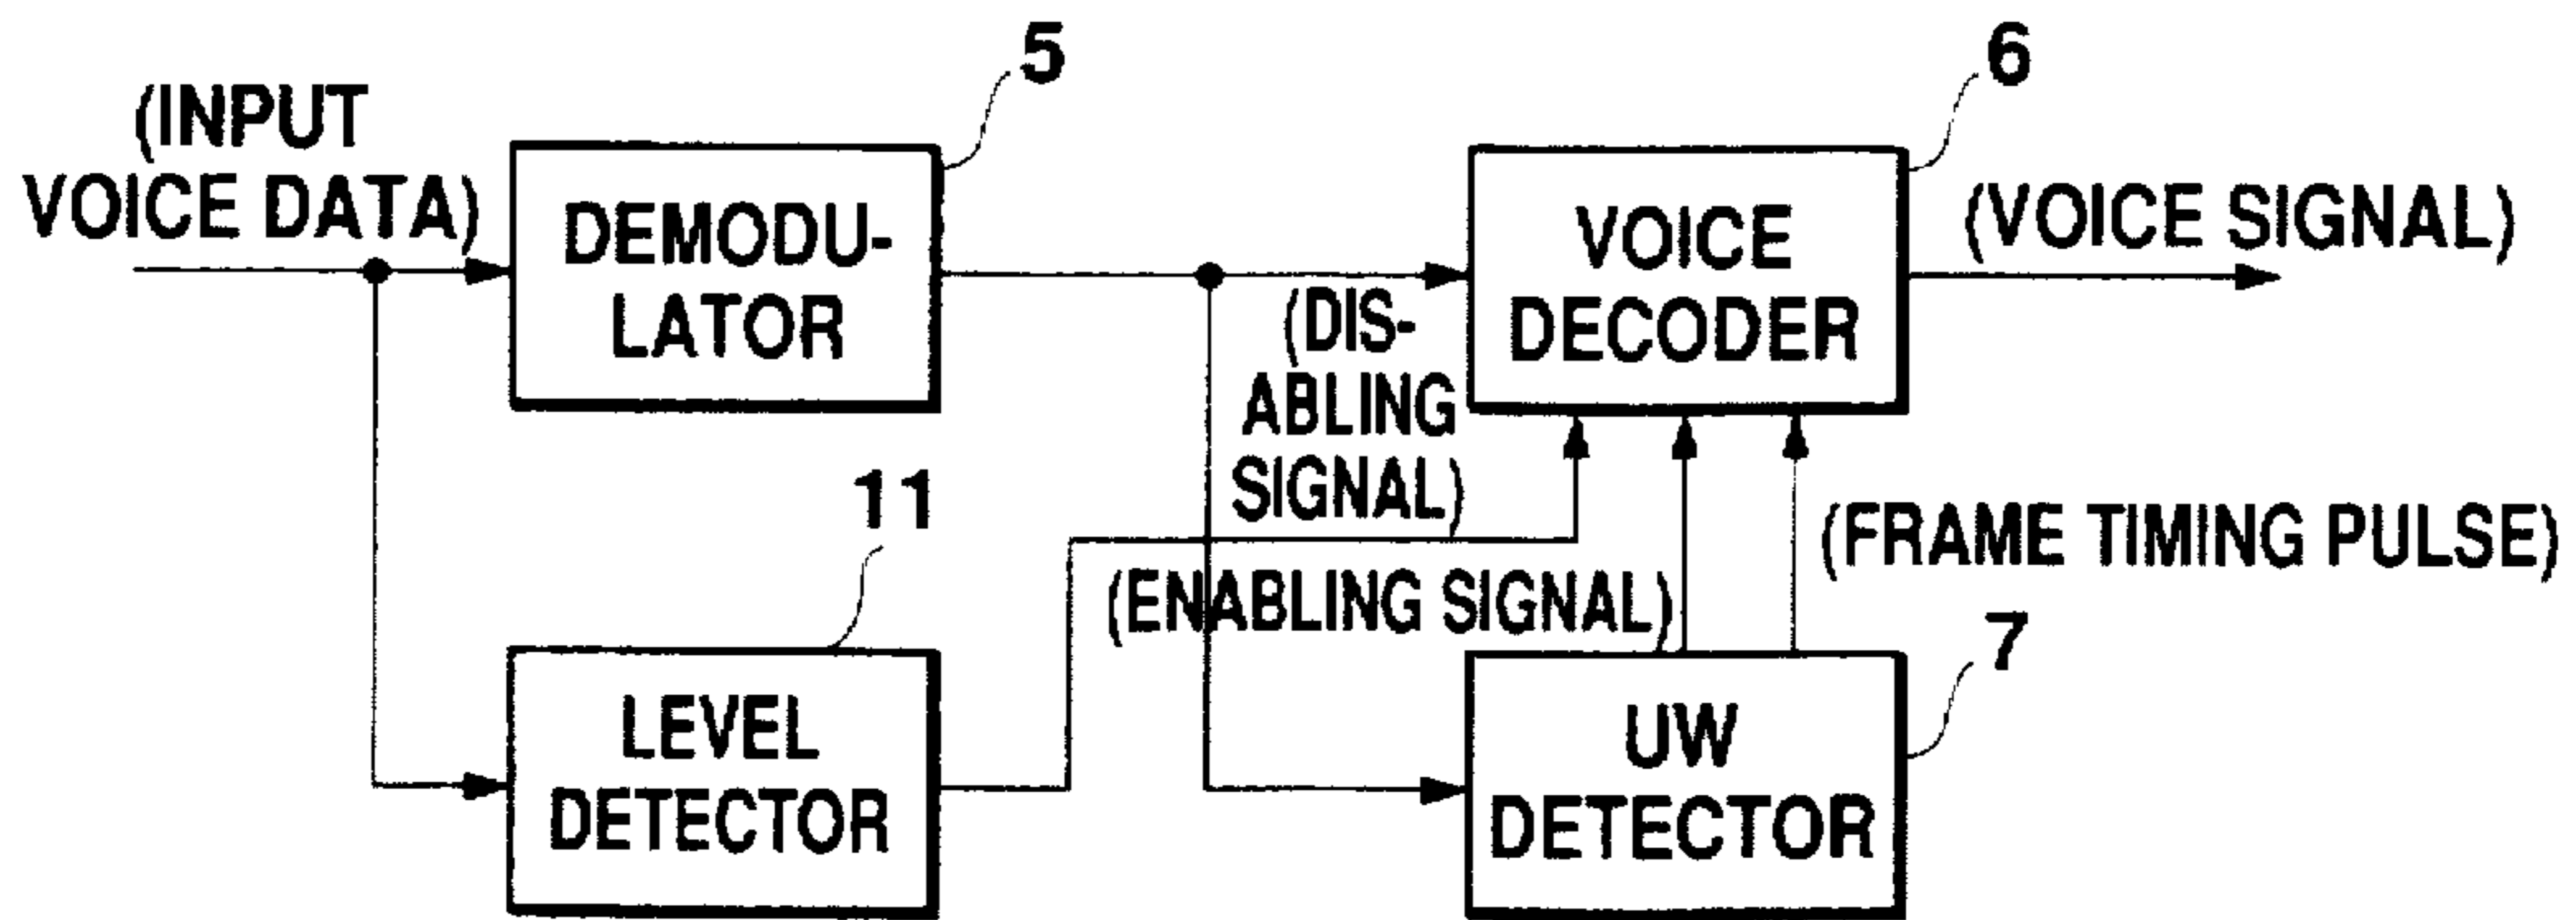 5
6
(INPUT
VOICE DATA)
DEMODU-
LATOR
VOICE
DECODER
(VOICE SIGNAL)
(DIS-
ABLING
SIGNAL)
11
(FRAME TIMING PULSE)
(ENABLING SIGNAL)
7
LEVEL
DETECTOR
UW
DETECTOR